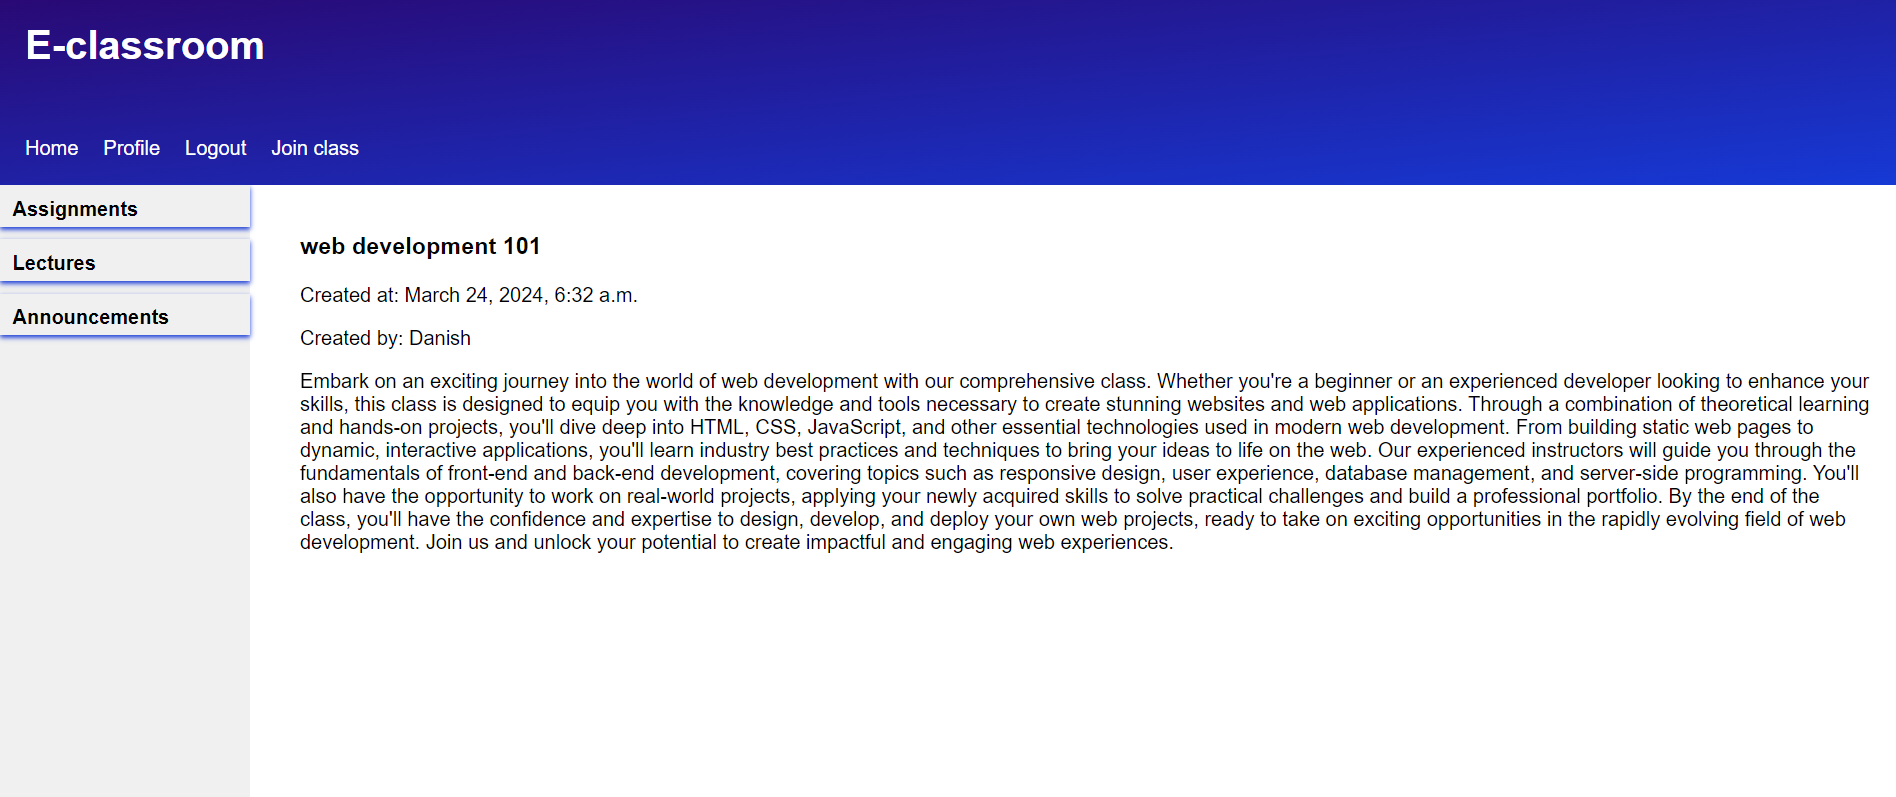 E-classroom
Home Profile Logout Join class
Assignments
Lectures
Announcements
web development 101
Created at: March 24, 2024, 6:32 a.m.
Created by: Danish
Embark on an exciting journey into the world of web development with our comprehensive class. Whether you're a beginner or an experienced developer looking to enhance your
skills, this class is designed to equip you with the knowledge and tools necessary to create stunning websites and web applications. Through a combination of theoretical learning
and hands-on projects, you'll dive deep into HTML, CSS, JavaScript, and other essential technologies used in modern web development. From building static web pages to
dynamic, interactive applications, you'll learn industry best practices and techniques to bring your ideas to life on the web. Our experienced instructors will guide you through the
fundamentals of front-end and back-end development, covering topics such as responsive design, user experience, database management, and server-side programming. You'll
also have the opportunity to work on real-world projects, applying your newly acquired skills to solve practical challenges and build a professional portfolio. By the end of the
class, you'll have the confidence and expertise to design, develop, and deploy your own web projects, ready to take on exciting opportunities in the rapidly evolving field of web
development. Join us and unlock your potential to create impactful and engaging web experiences.